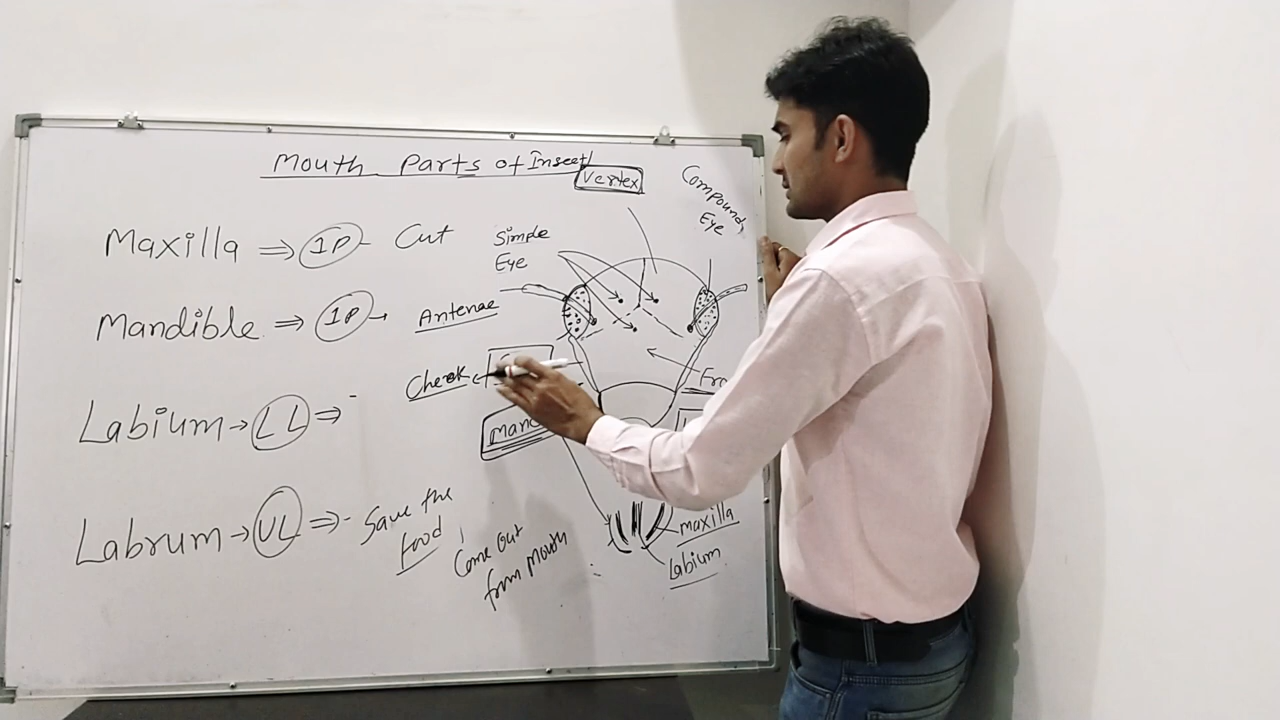 Mouth Parts of Insect
Vertex
Compound
Eye
Maxilla ⇒ 1P - Cut
Simple
Eye
Mandible ⇒ 1P →
Antenae
Cheek
Labium → LL ⇒ -
Labrum → UL ⇒ - Save the
food
Come out
from mouth
maxilla
Labium